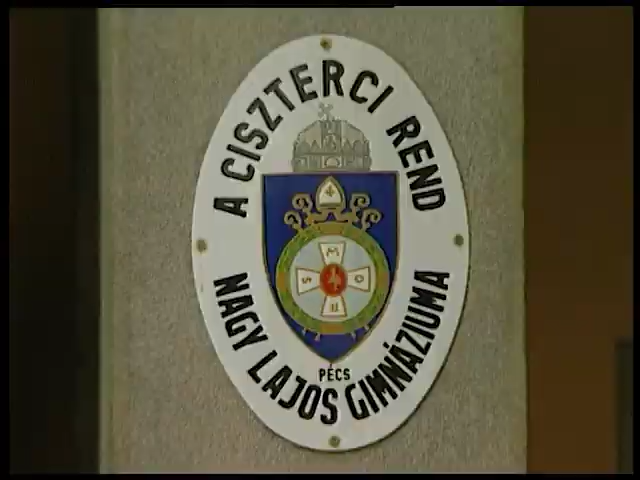 A CISZTERCI REND
M
S O
R
PÉCS
NAGY LAJOS GIMNÁZIUMA